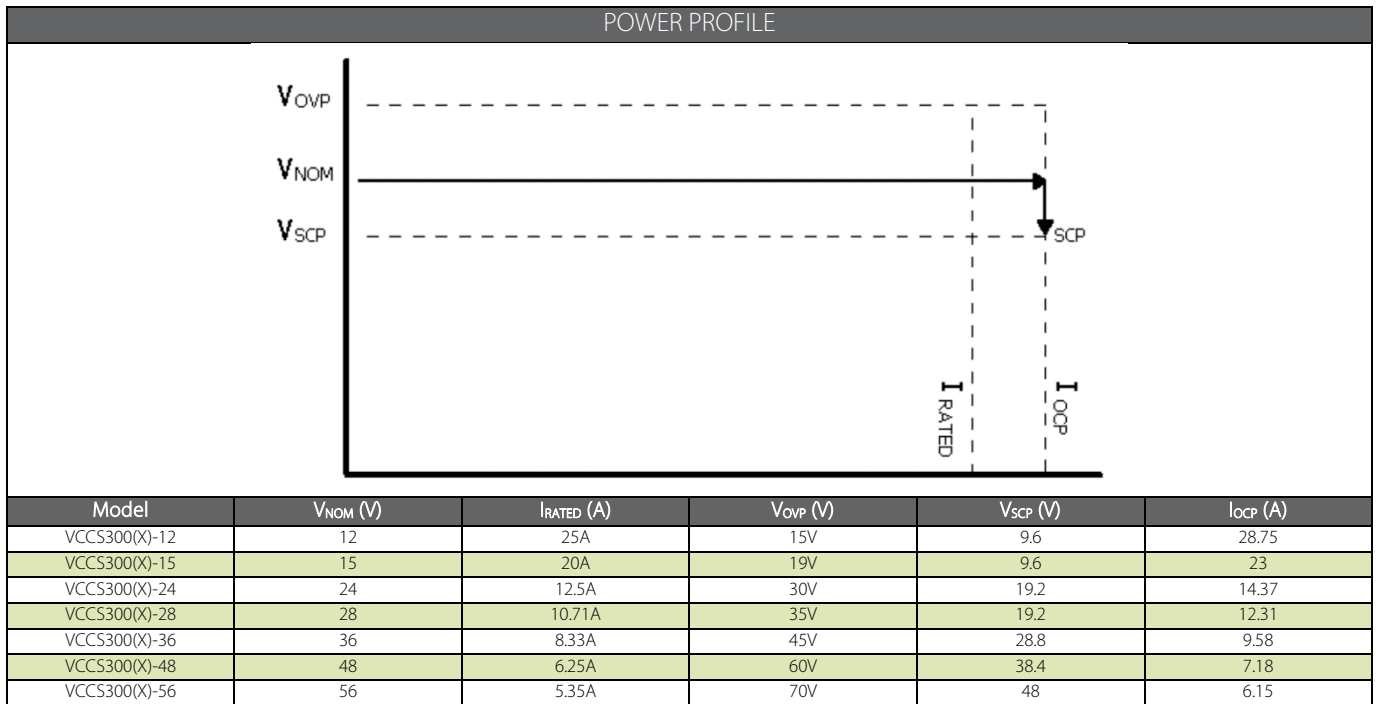 POWER PROFILE
VOVP
VNOM
VSCP
SCP
I RATED
I OCP
Model VNOM (V) IRATED (A) VOVP (V) VSCP (V) IOCP (A)
VCCS300(X)-12 12 25A 15V 9.6 28.75
VCCS300(X)-15 15 20A 19V 9.6 23
VCCS300(X)-24 24 12.5A 30V 19.2 14.37
VCCS300(X)-28 28 10.71A 35V 19.2 12.31
VCCS300(X)-36 36 8.33A 45V 28.8 9.58
VCCS300(X)-48 48 6.25A 60V 38.4 7.18
VCCS300(X)-56 56 5.35A 70V 48 6.15